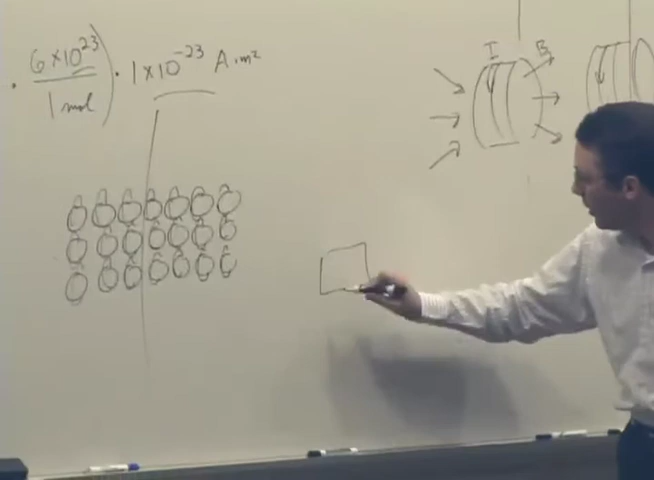 · 6×10²³ / 1 mol ) · 1×10⁻²³ A·m²
I B